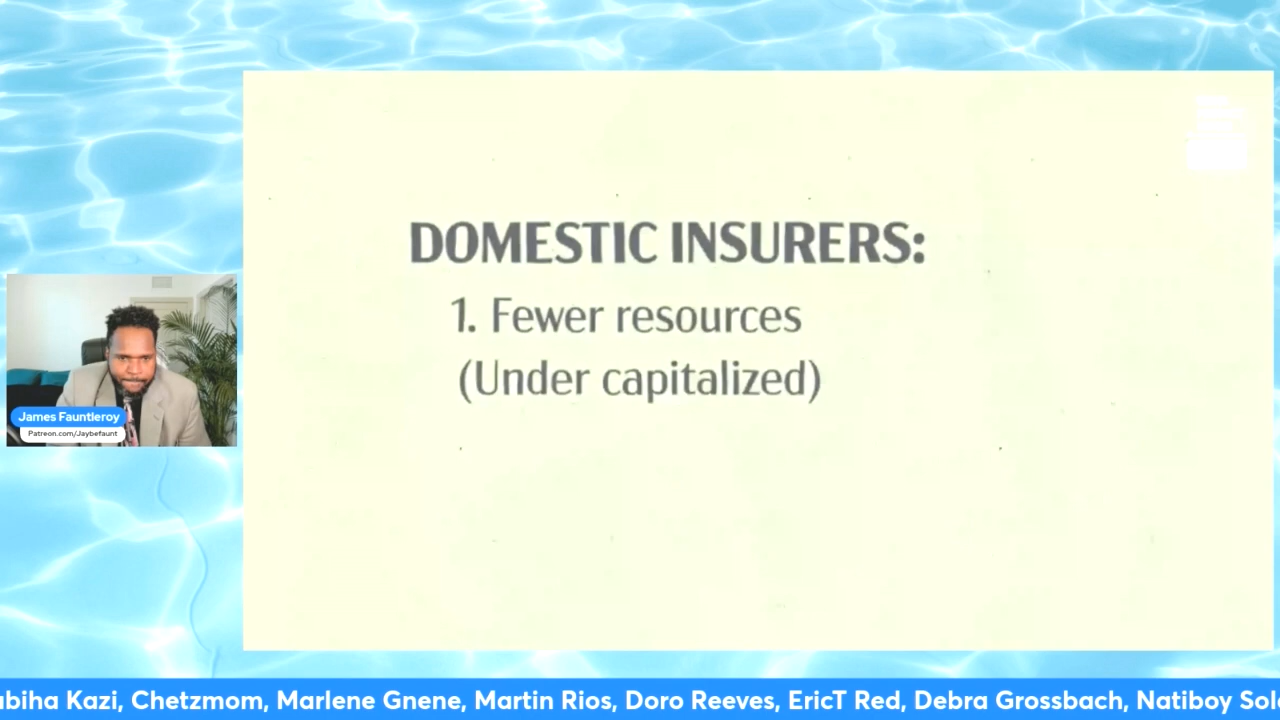 DOMESTIC INSURERS:
1. Fewer resources
(Under capitalized)
James Fauntleroy
Patreon.com/Jaybefaunt
abiha Kazi, Chetzmom, Marlene Gnene, Martin Rios, Doro Reeves, EricT Red, Debra Grossbach, Natiboy Sol